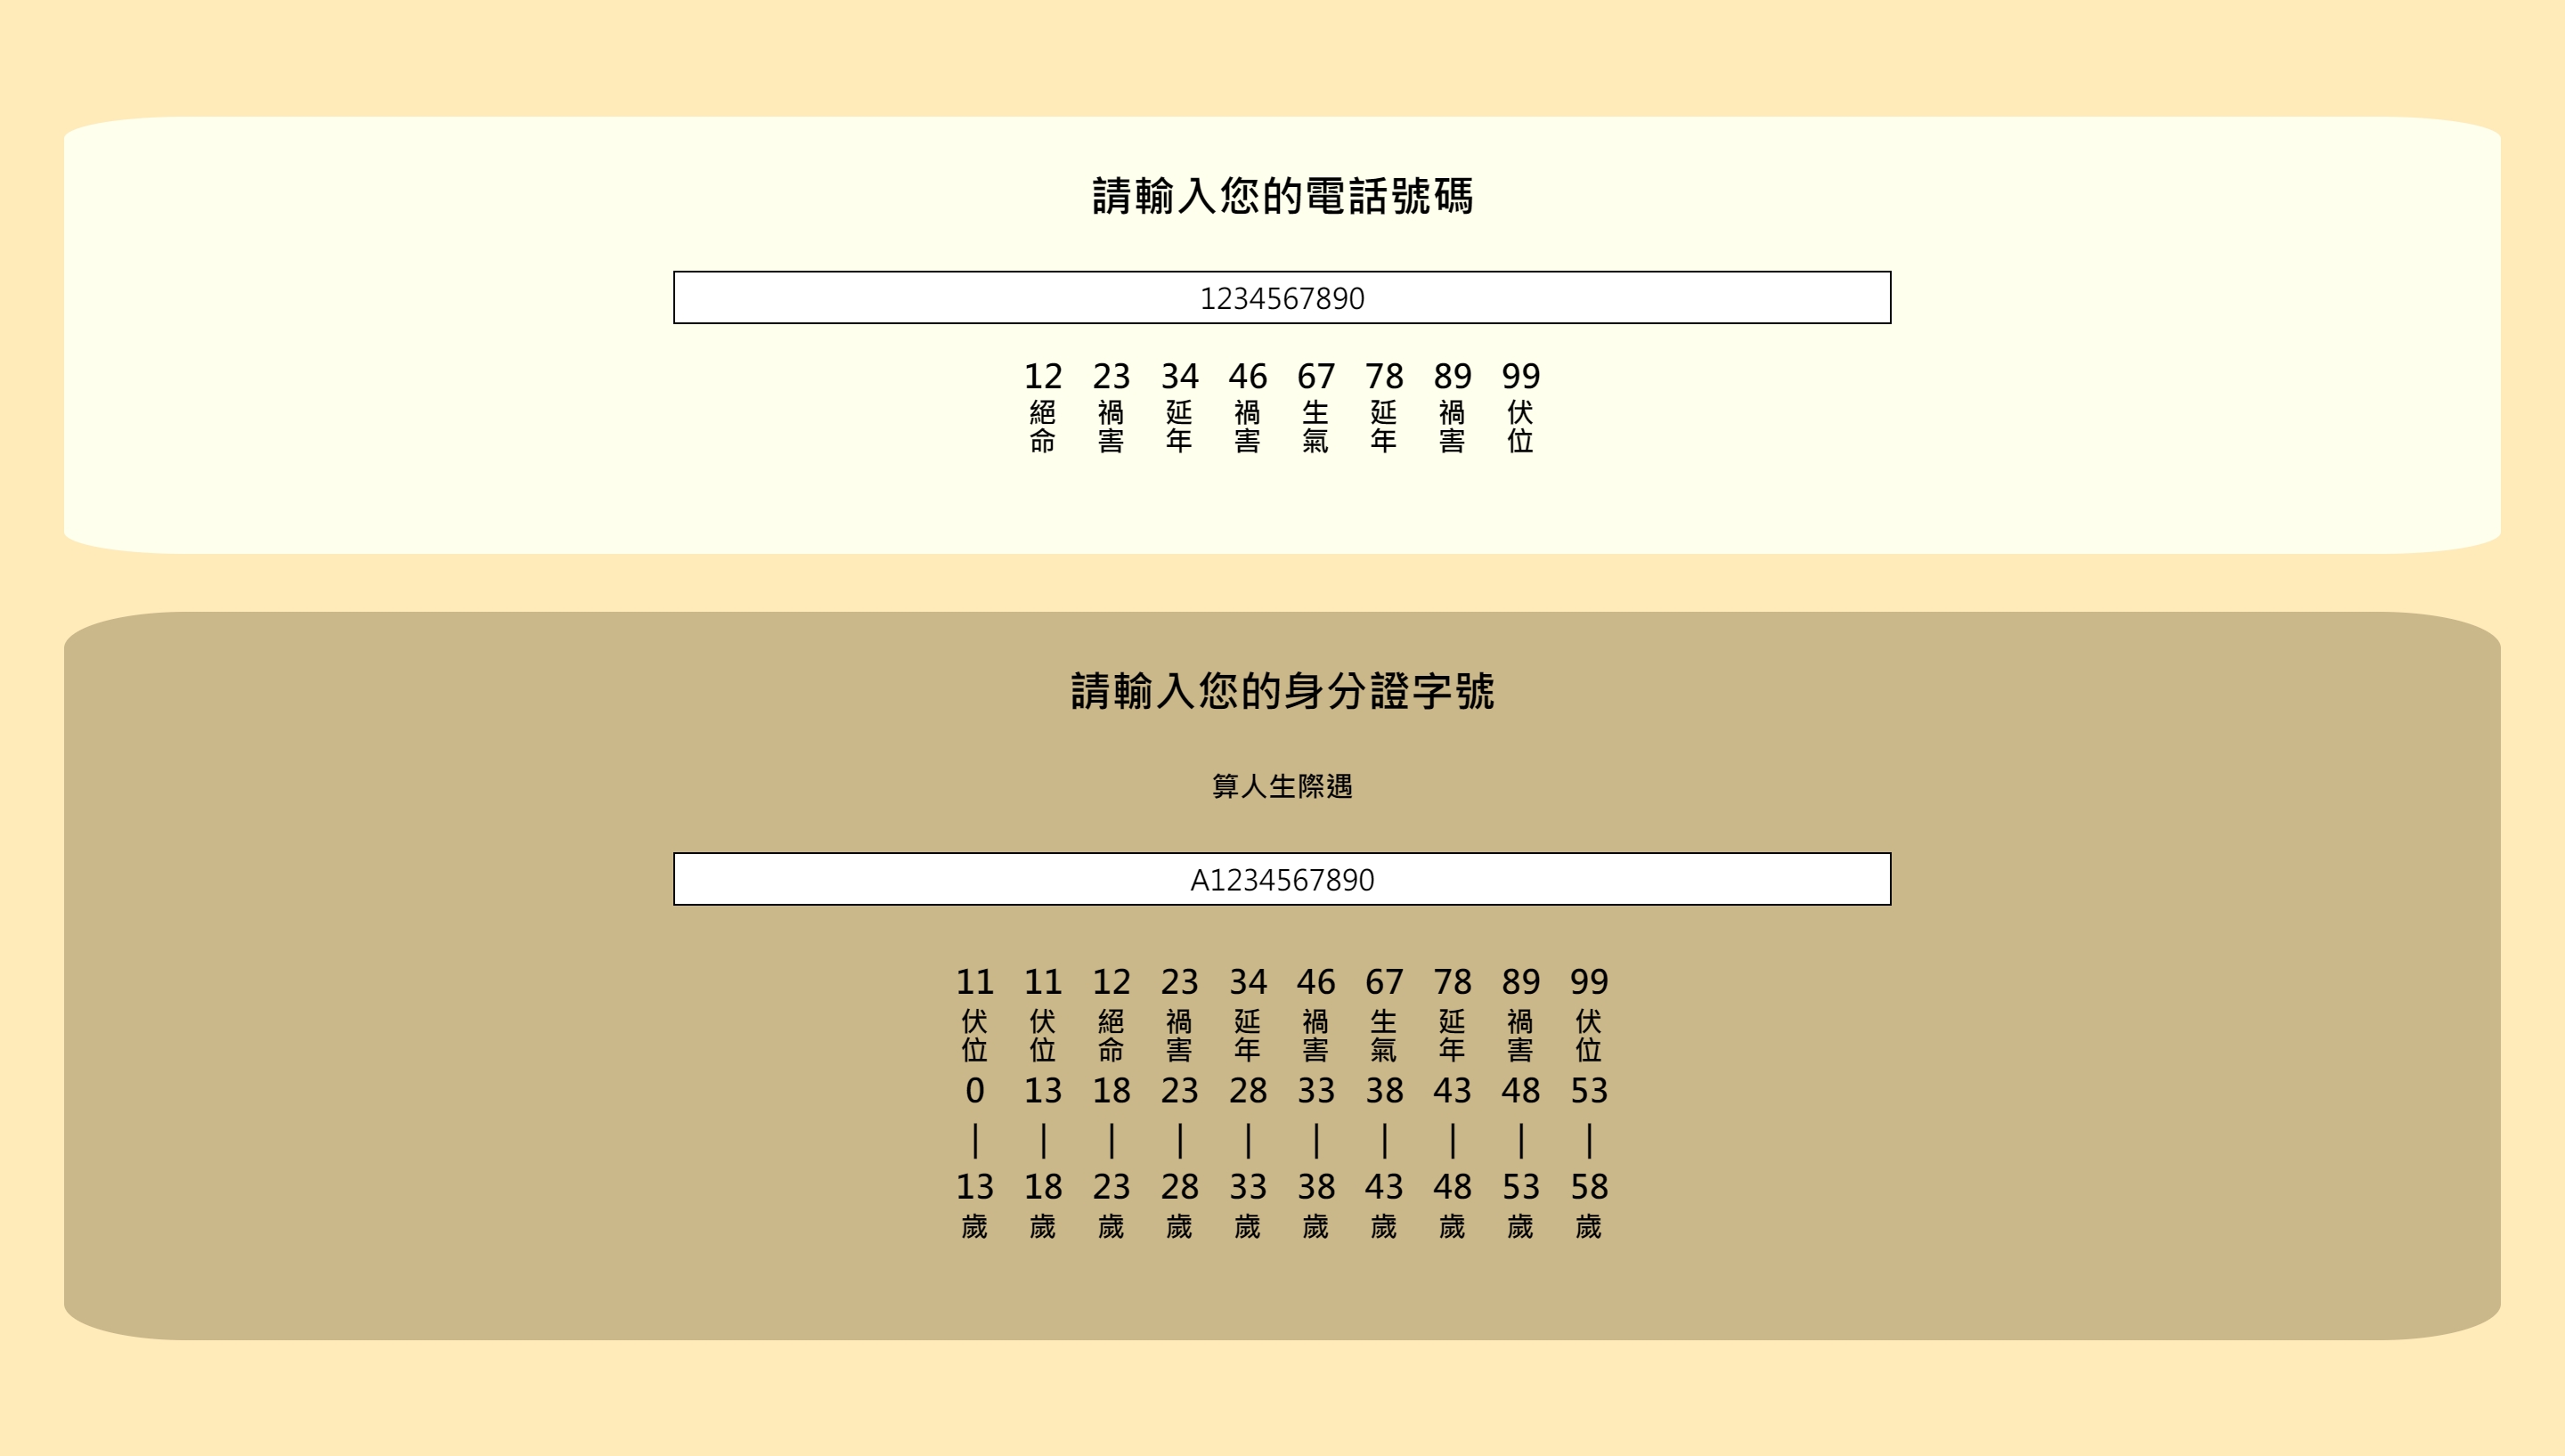 請輸入您的電話號碼
1234567890
12 23 34 46 67 78 89 99
絕命 禍害 延年 禍害 生氣 延年 禍害 伏位
請輸入您的身分證字號
算人生際遇
A1234567890
11 11 12 23 34 46 67 78 89 99
伏位 伏位 絕命 禍害 延年 禍害 生氣 延年 禍害 伏位
0 13 18 23 28 33 38 43 48 53
| | | | | | | | | |
13 18 23 28 33 38 43 48 53 58
歲 歲 歲 歲 歲 歲 歲 歲 歲 歲